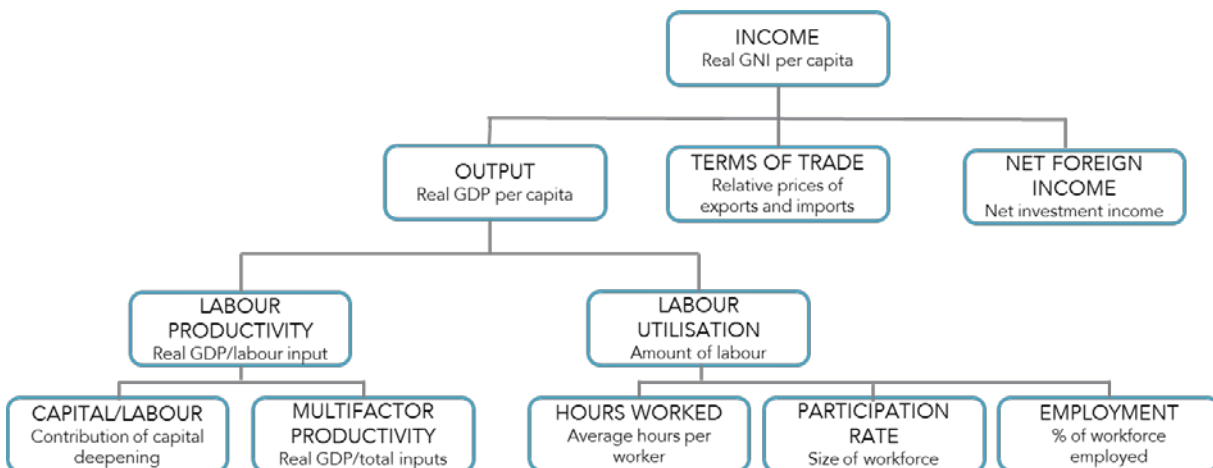 INCOME
Real GNI per capita
OUTPUT
Real GDP per capita
TERMS OF TRADE
Relative prices of
exports and imports
NET FOREIGN
INCOME
Net investment income
LABOUR
PRODUCTIVITY
Real GDP/labour input
LABOUR
UTILISATION
Amount of labour
CAPITAL/LABOUR
Contribution of capital
deepening
MULTIFACTOR
PRODUCTIVITY
Real GDP/total inputs
HOURS WORKED
Average hours per
worker
PARTICIPATION
RATE
Size of workforce
EMPLOYMENT
% of workforce
employed